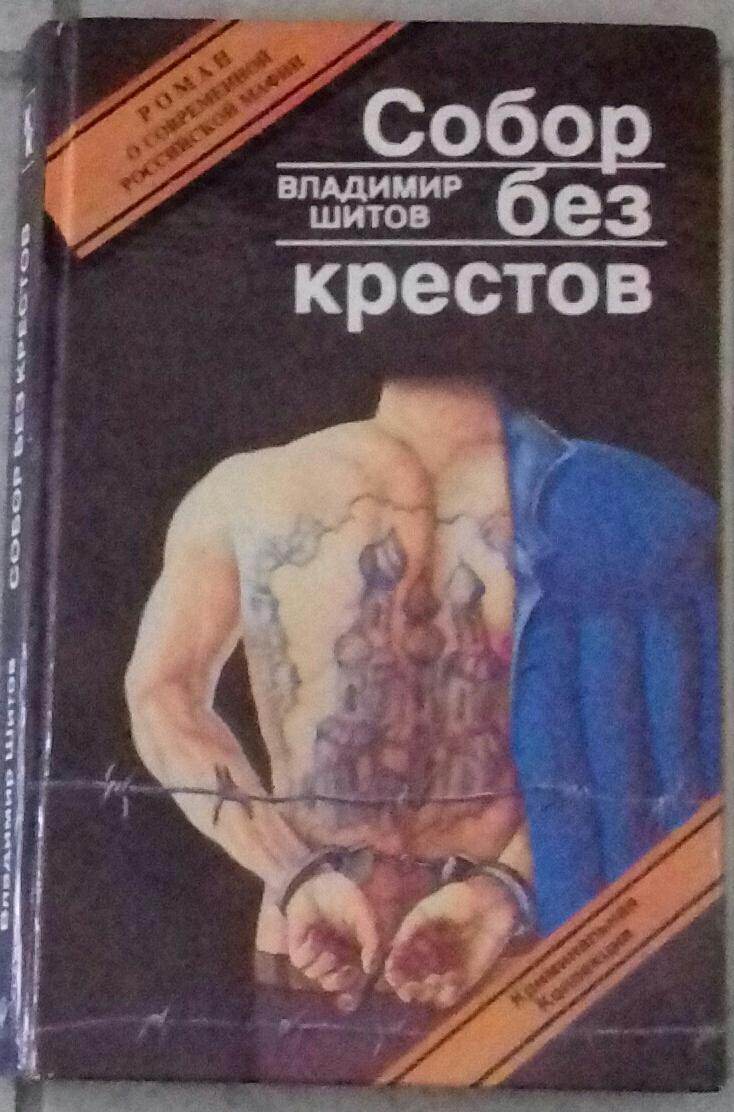 РОМАН
О СОВРЕМЕННОЙ
РОССИЙСКОЙ МАФИИ
Собор
ВЛАДИМИР
ШИТОВ
без
крестов
Криминальная
Коллекция
Владимир Шитов СОБОР БЕЗ КРЕСТОВ